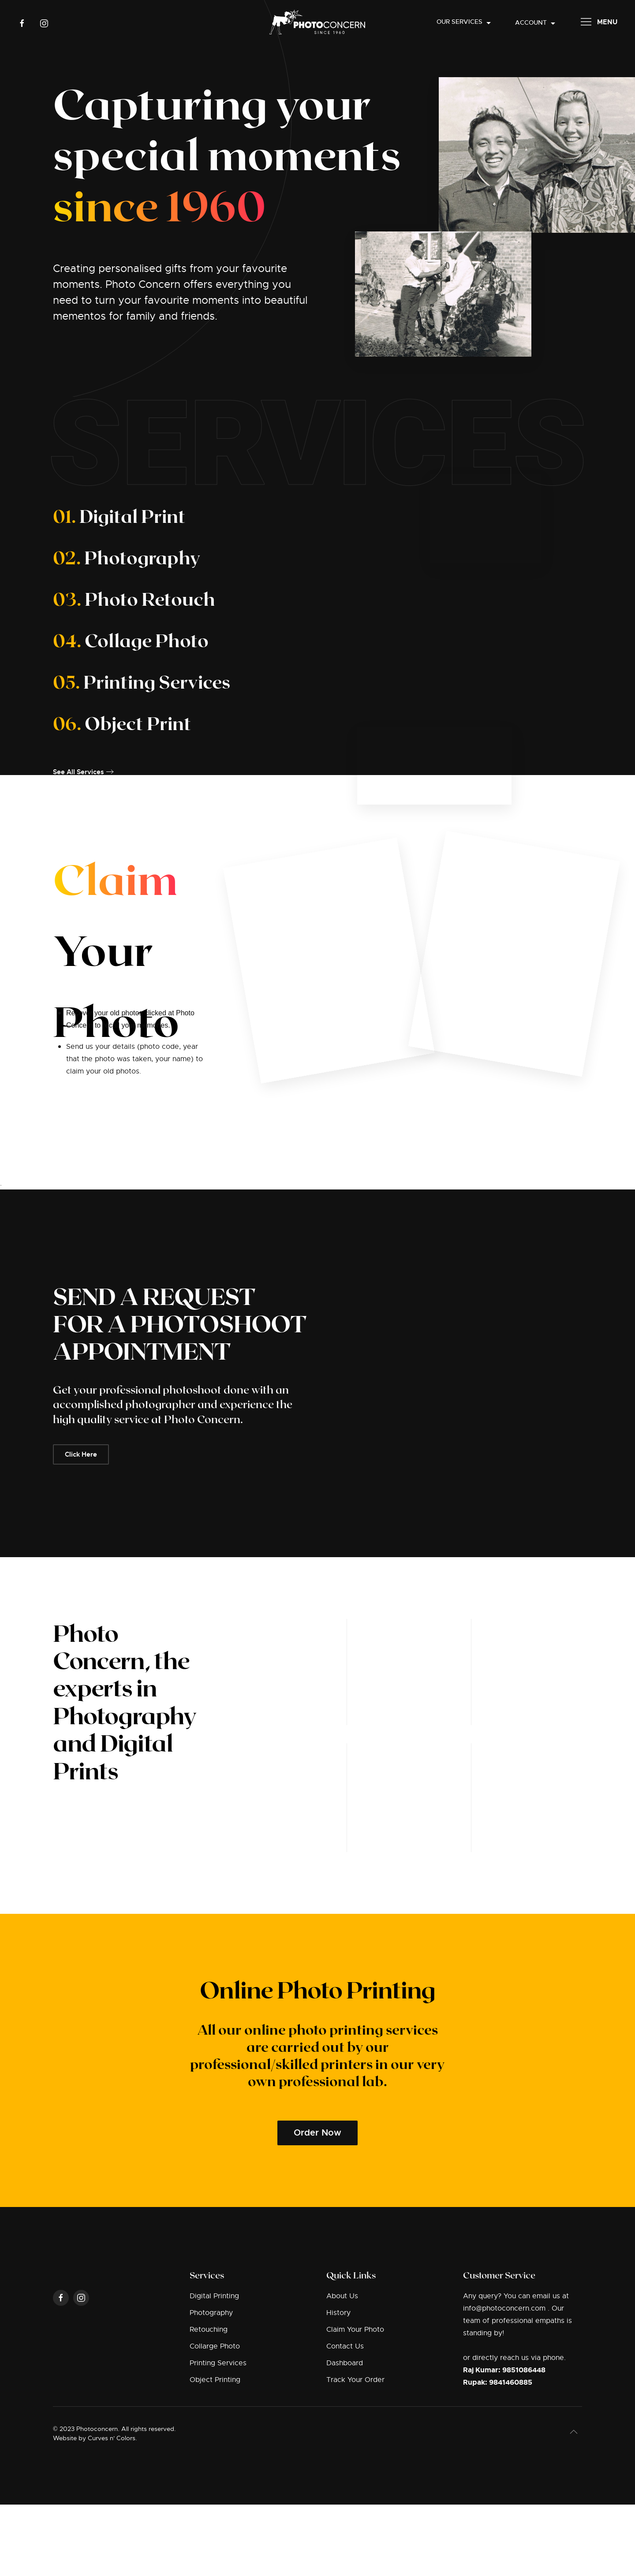 PHOTOCONCERN
SINCE 1960
OUR SERVICES
ACCOUNT
MENU
Capturing your
special moments
since 1960
Creating personalised gifts from your favourite
moments. Photo Concern offers everything you
need to turn your favourite moments into beautiful
mementos for family and friends.
SERVICES
01. Digital Print
02. Photography
03. Photo Retouch
04. Collage Photo
05. Printing Services
06. Object Print
See All Services
Claim
Your
Photo
your old photos clicked at Photo
Concern to your memories.
Send us your details (photo code, year
that the photo was taken, your name) to
claim your old photos.
SEND A REQUEST
FOR A PHOTOSHOOT
APPOINTMENT
Get your professional photoshoot done with an
accomplished photographer and experience the
high quality service at Photo Concern.
Click Here
Photo
Concern, the
experts in
Photography
and Digital
Prints
Online Photo Printing
All our online photo printing services
are carried out by our
professional/skilled printers in our very
own professional lab.
Order Now
Services
Digital Printing
Photography
Retouching
Collarge Photo
Printing Services
Object Printing
Quick Links
About Us
History
Claim Your Photo
Contact Us
Dashboard
Track Your Order
Customer Service
Any query? You can email us at
info@photoconcern.com . Our
team of professional empaths is
standing by!
or directly reach us via phone.
Raj Kumar: 9851086448
Rupak: 9841460885
© 2023 Photoconcern. All rights reserved.
Website by Curves n' Colors.